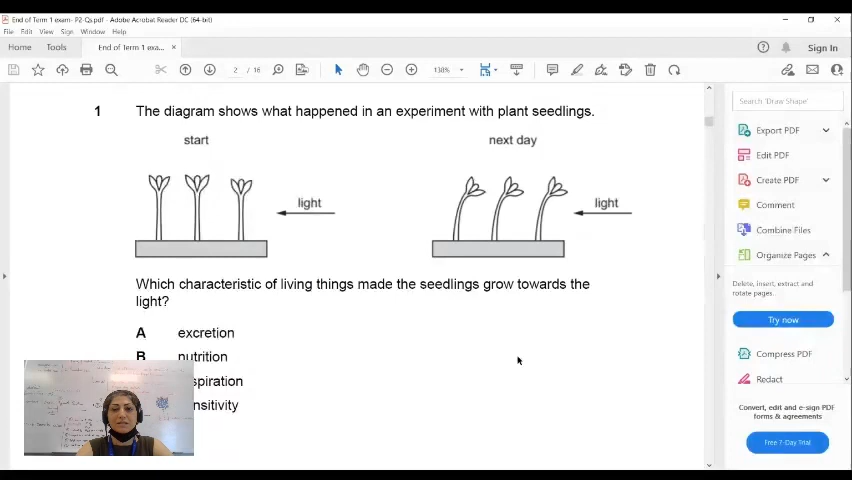 End of Term 1 exam- P2-Qs.pdf - Adobe Acrobat Reader DC (64-bit)
File Edit View Sign Window Help
Home Tools End of Term 1 exa... × Sign In
2 / 16 138%
1 The diagram shows what happened in an experiment with plant seedlings.
start next day
light light
Which characteristic of living things made the seedlings grow towards the
light?
A excretion
B nutrition
spiration
nsitivity
Search 'Draw Shape'
Export PDF
Edit PDF
Create PDF
Comment
Combine Files
Organize Pages
Delete, insert, extract and
rotate pages..
Try now
Compress PDF
Redact
Convert, edit and e-sign PDF
forms & agreements
Free 7-Day Trial